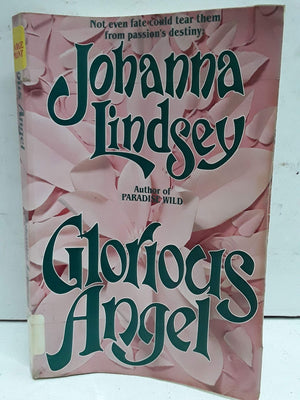 Not even fate could tear them
from passion's destiny.
Johanna
Lindsey
Author of
PARADISE WILD
Glorious
Angel